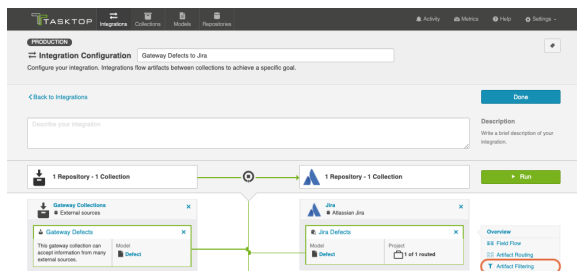 TASKTOP
Integrations
Collections
Models
Repositories
Activity
Metrics
Help
Settings
PRODUCTION
Integration Configuration
Gateway Defects to Jira
Configure your integration. Integrations flow artifacts between collections to achieve a specific goal.
Back to Integrations
Done
Describe your integration
Description
Write a brief description of your
integration.
1 Repository - 1 Collection
1 Repository - 1 Collection
Run
Gateway Collections
External sources
Jira
Atlassian Jira
Gateway Defects
This gateway collection can
accept information from many
external sources.
Model
Defect
Jira Defects
Model
Defect
Project
1 of 1 routed
Overview
Field Flow
Artifact Routing
Artifact Filtering